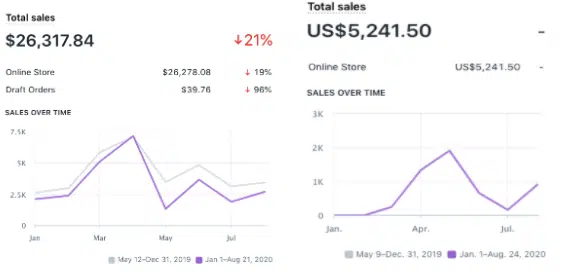 Total sales
$26,317.84 ↓21%
Online Store $26,278.08 ↓ 19%
Draft Orders $39.76 ↓ 96%
SALES OVER TIME
7.5K
5K
2.5K
0
Jan Mar May Jul
May 12–Dec 31, 2019 Jan 1–Aug 21, 2020
Total sales
US$5,241.50 -
Online Store US$5,241.50 -
SALES OVER TIME
3K
2K
1K
0
Jan. Apr. Jul.
May 9–Dec. 31, 2019 Jan. 1–Aug. 24, 2020